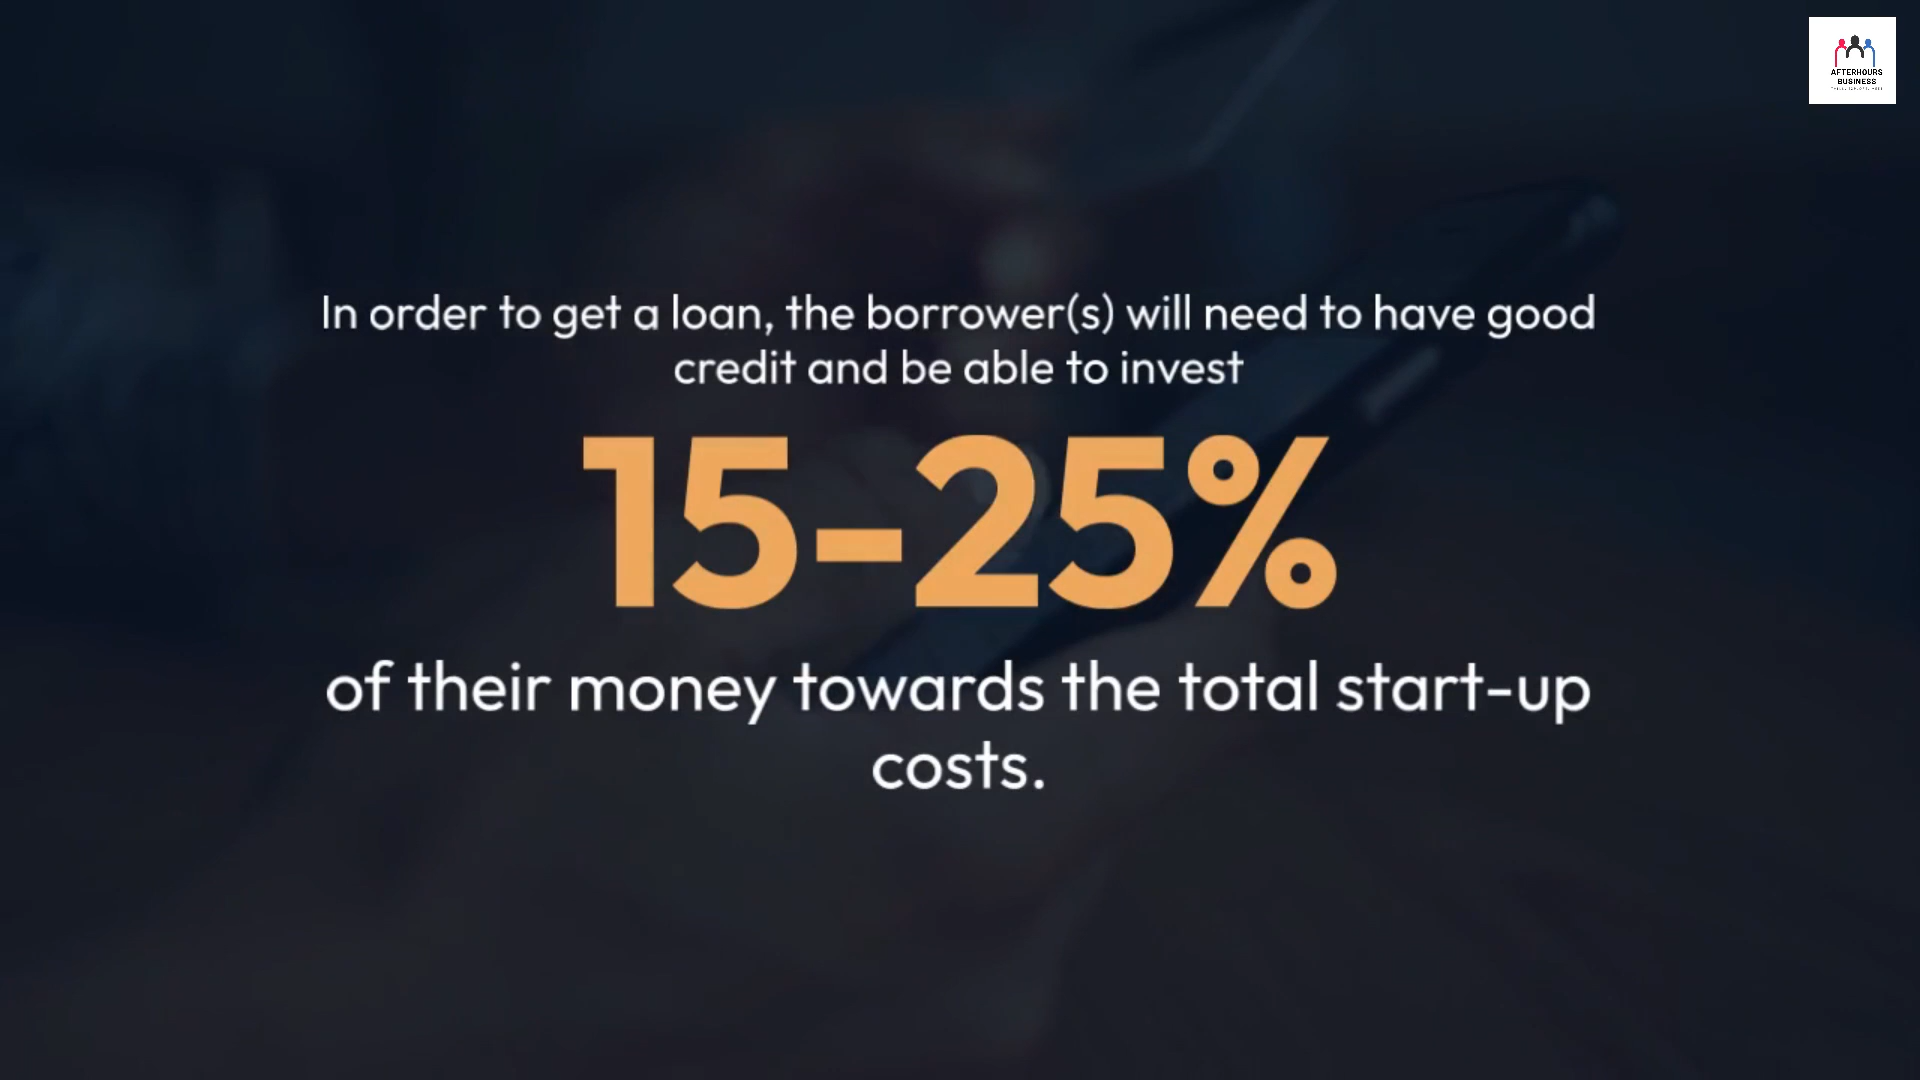 AFTERHOURS
BUSINESS
In order to get a loan, the borrower(s) will need to have good
credit and be able to invest
15-25%
of their money towards the total start-up
costs.